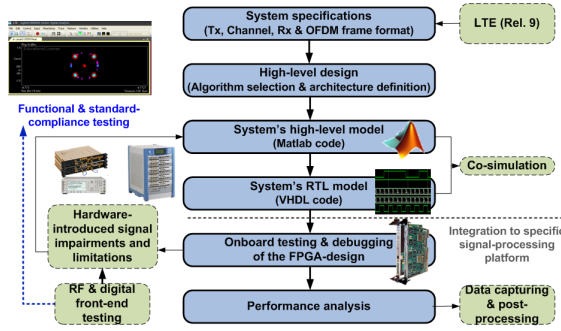 System specifications
(Tx, Channel, Rx & OFDM frame format)
LTE (Rel. 9)
High-level design
(Algorithm selection & architecture definition)
Functional & standard-
compliance testing
System's high-level model
(Matlab code)
Co-simulation
System's RTL model
(VHDL code)
Hardware-
introduced signal
impairments and
limitations
Integration to specific
signal-processing
platform
Onboard testing & debugging
of the FPGA-design
RF & digital
front-end
testing
Performance analysis
Data capturing
& post-
processing